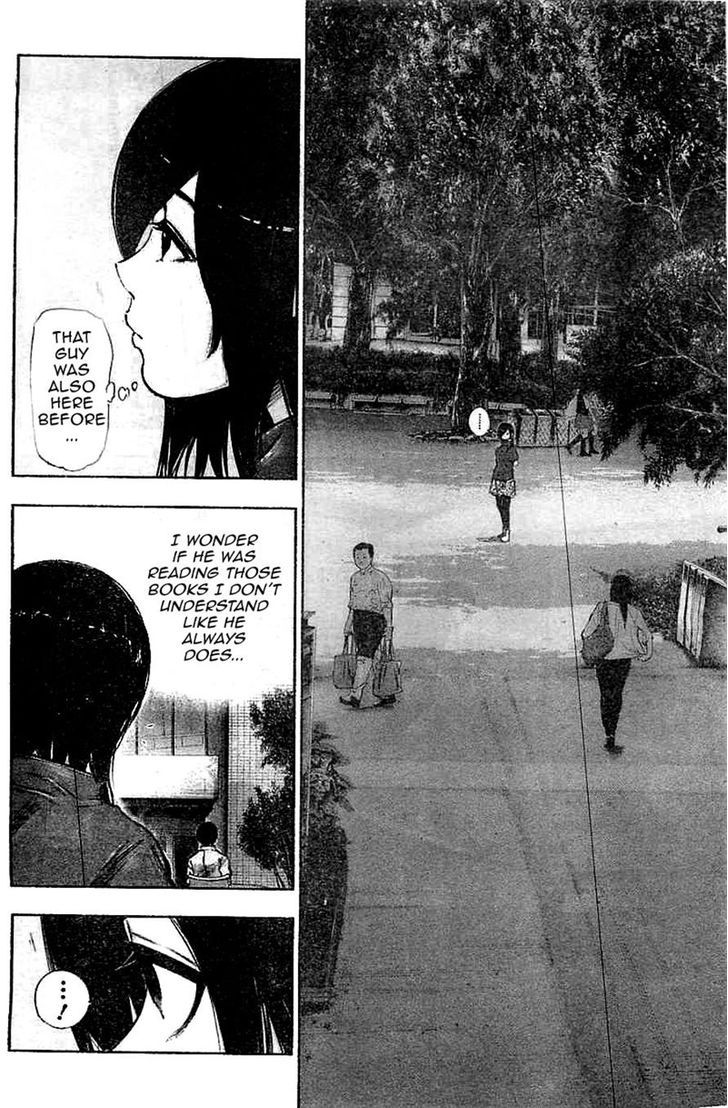 ......
THAT
GUY
WAS
ALSO
HERE
BEFORE
...
I WONDER
IF HE WAS
READING THOSE
BOOKS I DON'T
UNDERSTAND
LIKE HE
ALWAYS
DOES...
...!